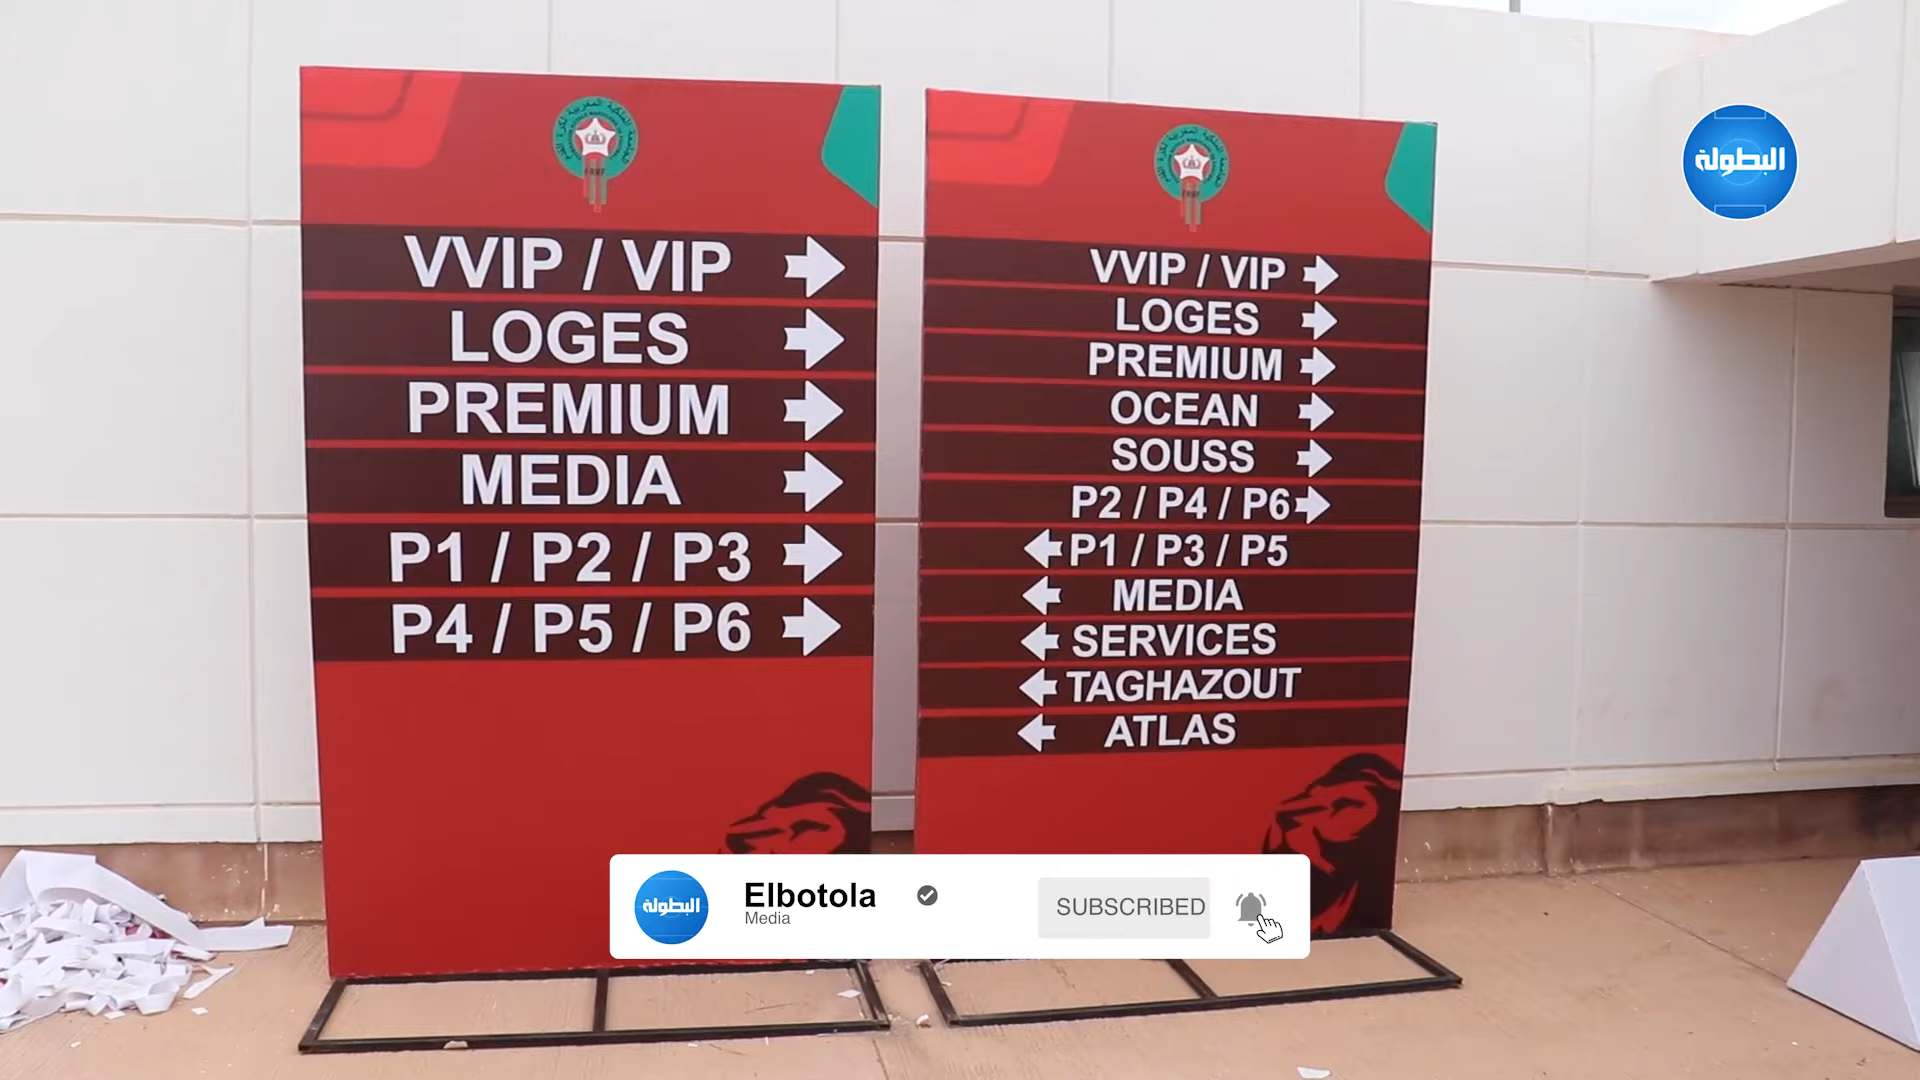 VVIP / VIP
LOGES
PREMIUM
MEDIA
P1 / P2 / P3
P4 / P5 / P6
VVIP / VIP
LOGES
PREMIUM
OCEAN
SOUSS
P2 / P4 / P6
P1 / P3 / P5
MEDIA
SERVICES
TAGHAZOUT
ATLAS
البطولة
البطولة
Elbotola
Media
SUBSCRIBED